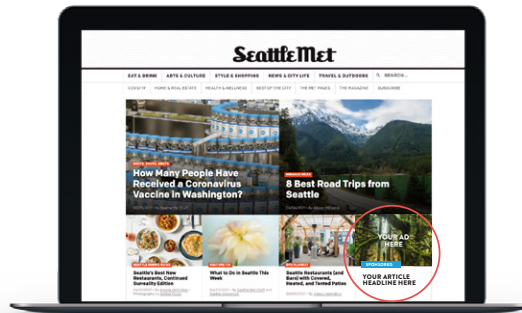 SeattleMet
EAT & DRINK ARTS & CULTURE STYLE & SHOPPING NEWS & CITY LIFE TRAVEL & OUTDOORS SEARCH...
COVID-19 HOME & REAL ESTATE HEALTH & WELLNESS BEST OF THE CITY THE MET PAGES THE MAGAZINE SUBSCRIBE
How Many People Have
Received a Coronavirus
Vaccine in Washington?
8 Best Road Trips from
Seattle
Seattle's Best New
Restaurants, Continued
Surreality Edition
What to Do in Seattle This
Week
Seattle Restaurants (and
Bars) with Covered,
Heated, and Tented Patios
YOUR AD
HERE
SPONSORED
YOUR ARTICLE
HEADLINE HERE